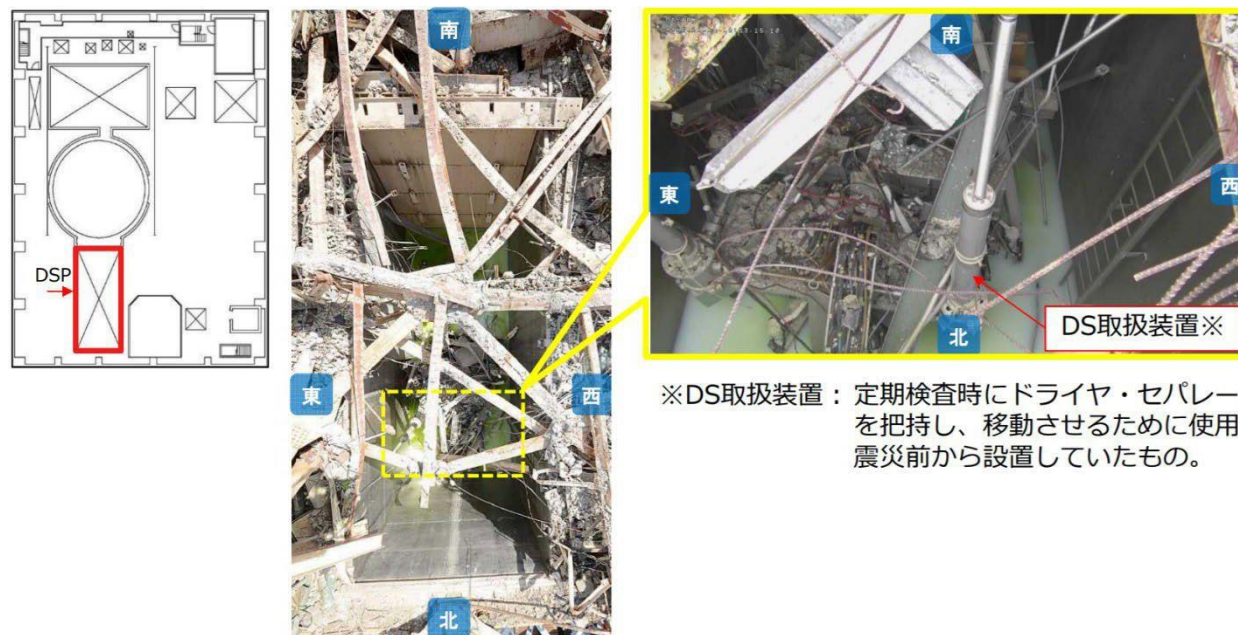 DSP
南
東
西
北
南
東
西
北
DS取扱装置※
※DS取扱装置：定期検査時にドライヤ・セパレー
を把持し、移動させるために使用
震災前から設置していたもの。